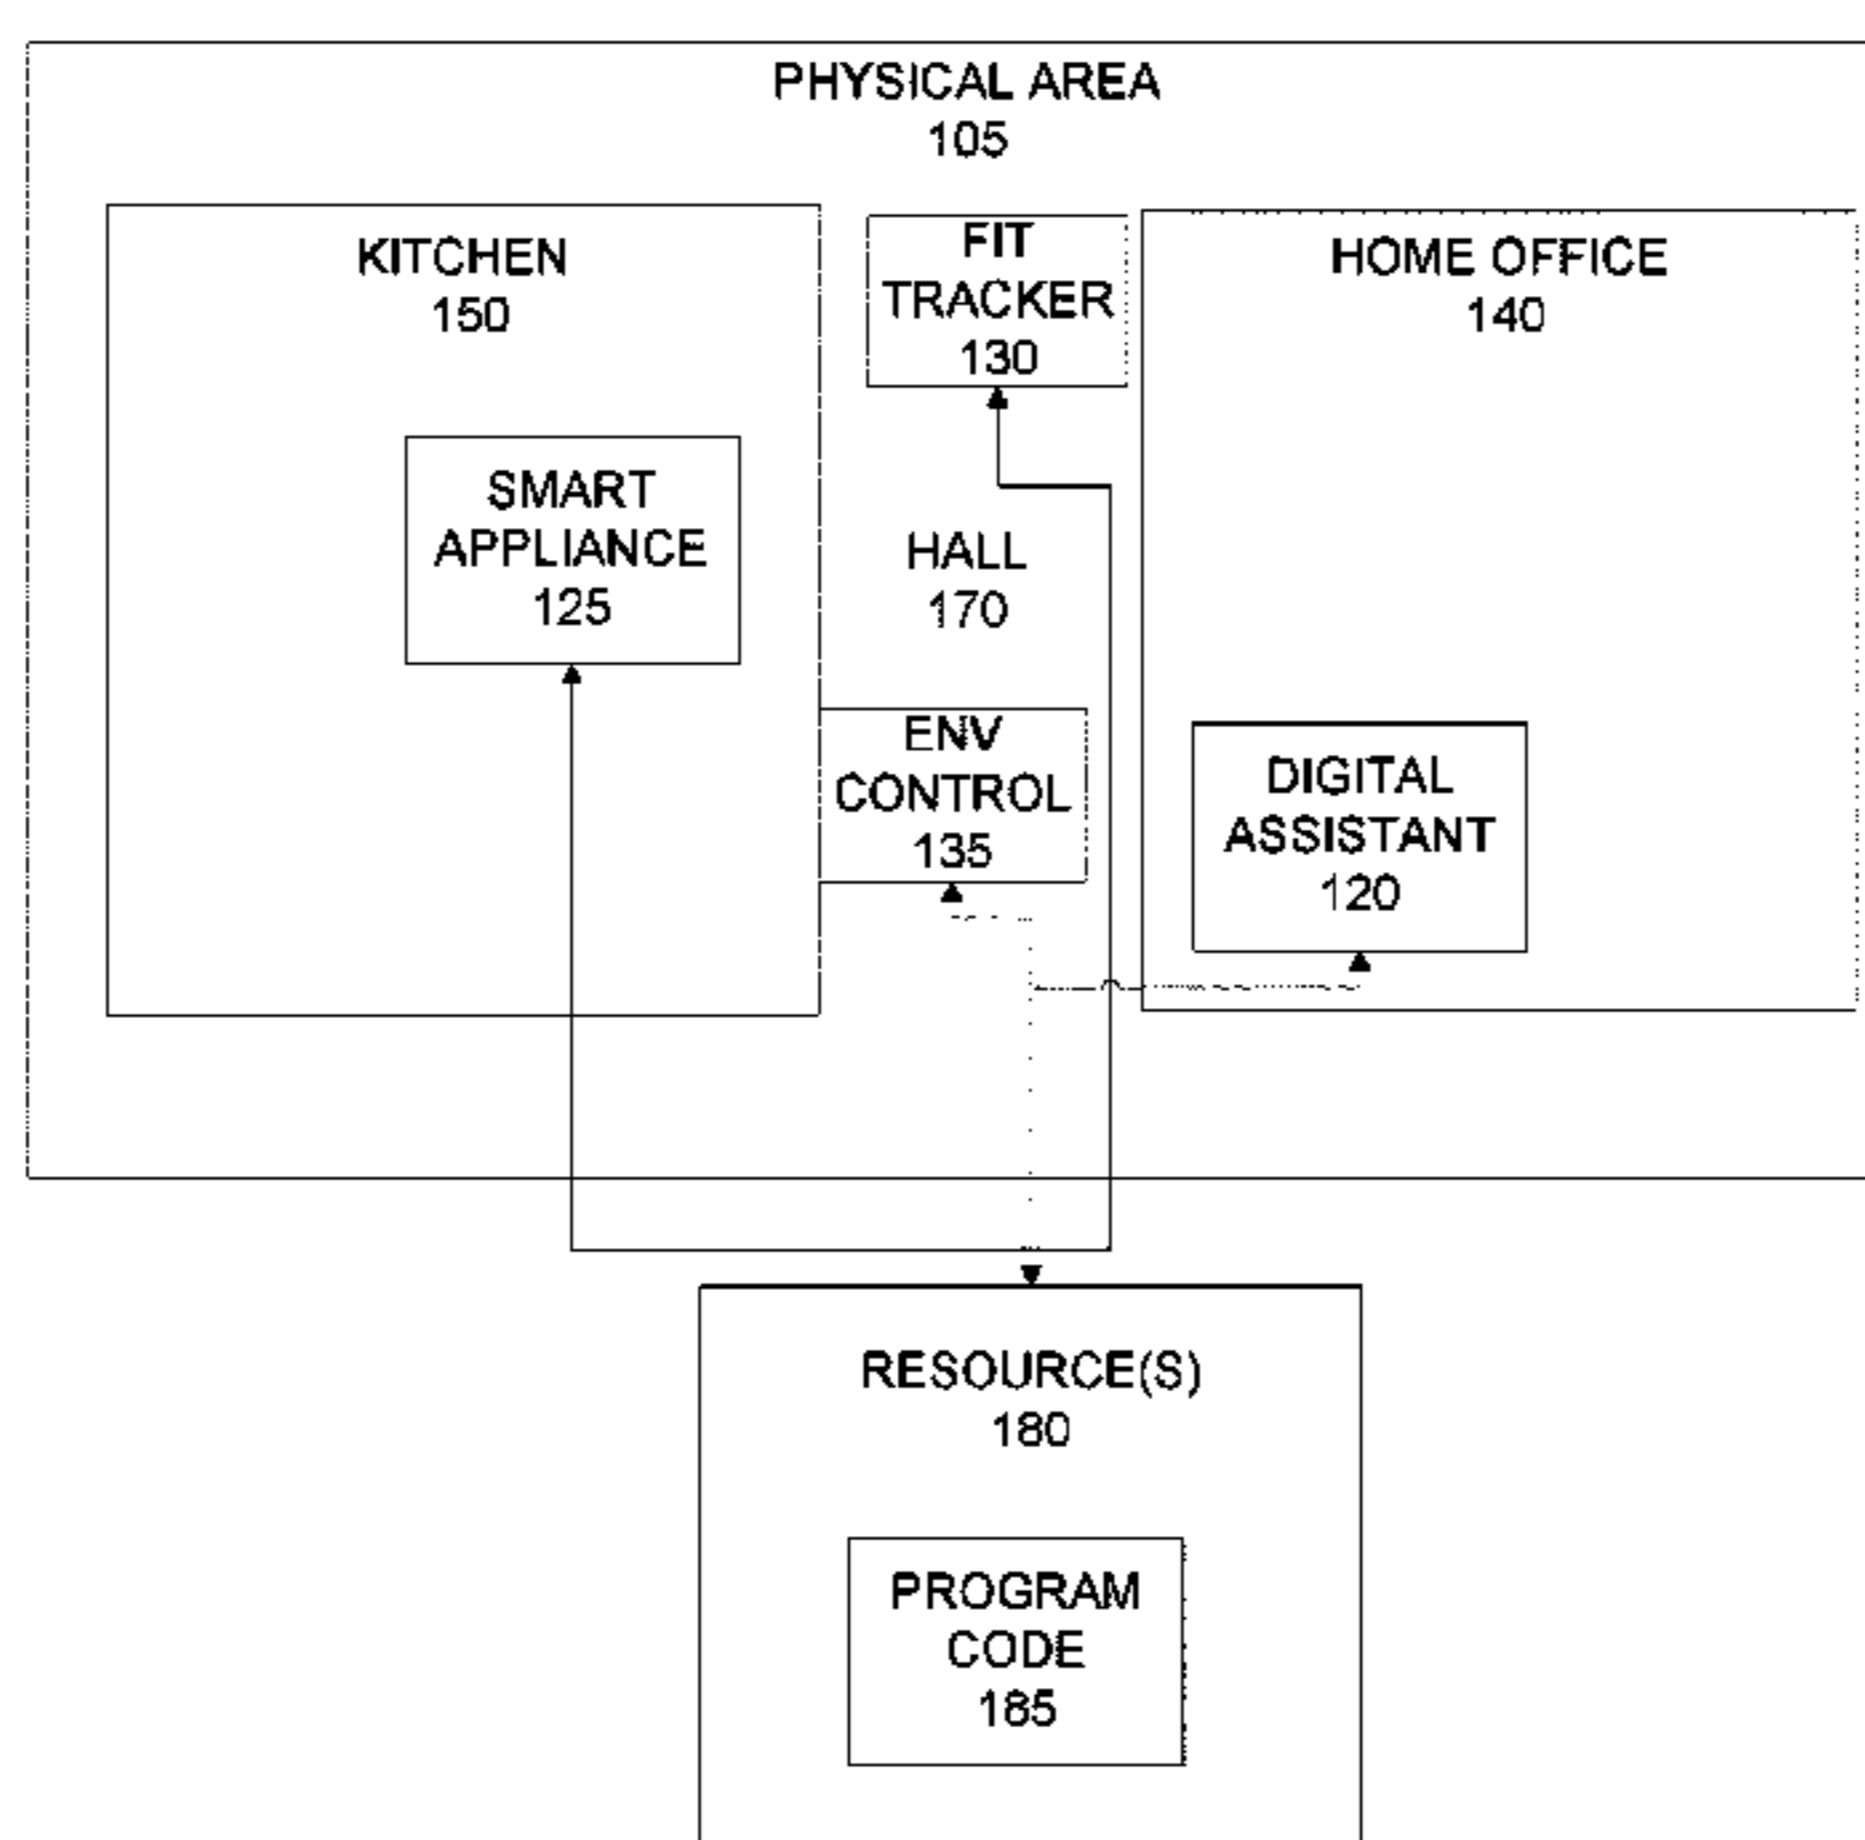 PHYSICAL AREA
105
KITCHEN
150
FIT
TRACKER
130
HOME OFFICE
140
SMART
APPLIANCE
125
HALL
170
ENV
CONTROL
135
DIGITAL
ASSISTANT
120
RESOURCE(S)
180
PROGRAM
CODE
185